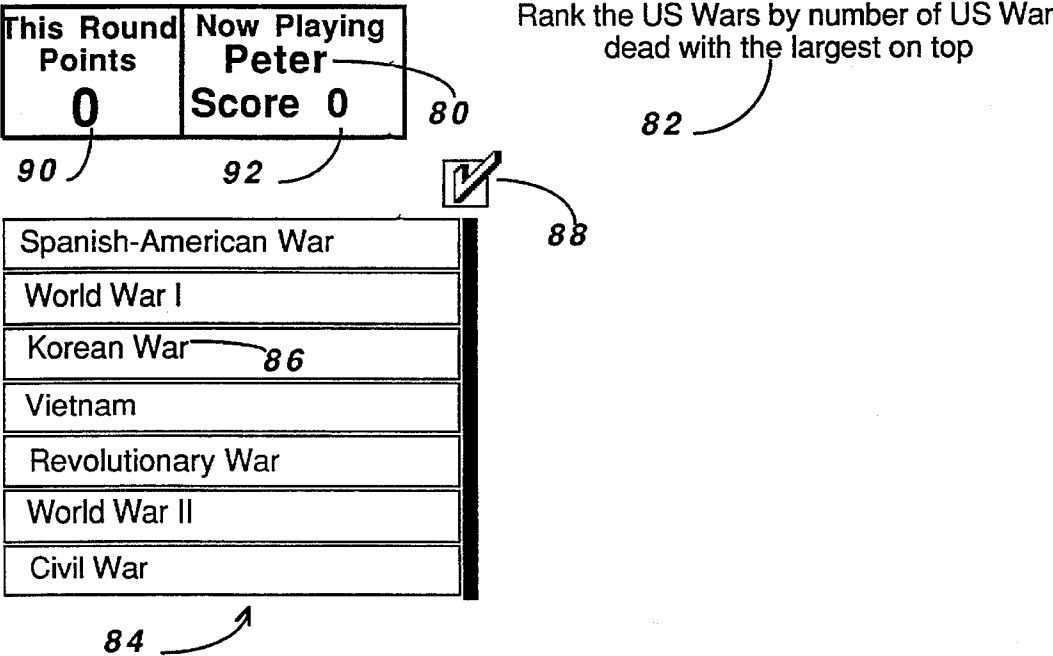 This Round
Points
0
Now Playing
Peter
Score 0
Rank the US Wars by number of US War
dead with the largest on top
80
82
90
92
88
Spanish-American War
World War I
Korean War
86
Vietnam
Revolutionary War
World War II
Civil War
84